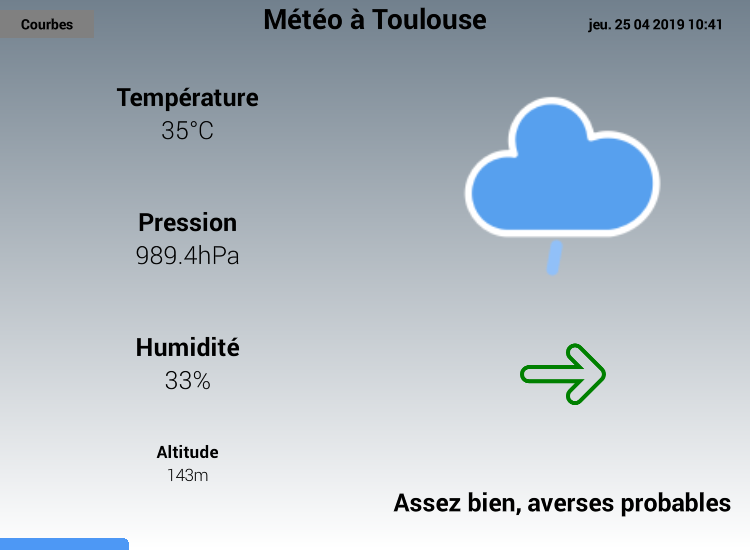 Courbes
Météo à Toulouse
jeu. 25 04 2019 10:41
Température
35°C
Pression
989.4hPa
Humidité
33%
Altitude
143m
Assez bien, averses probables